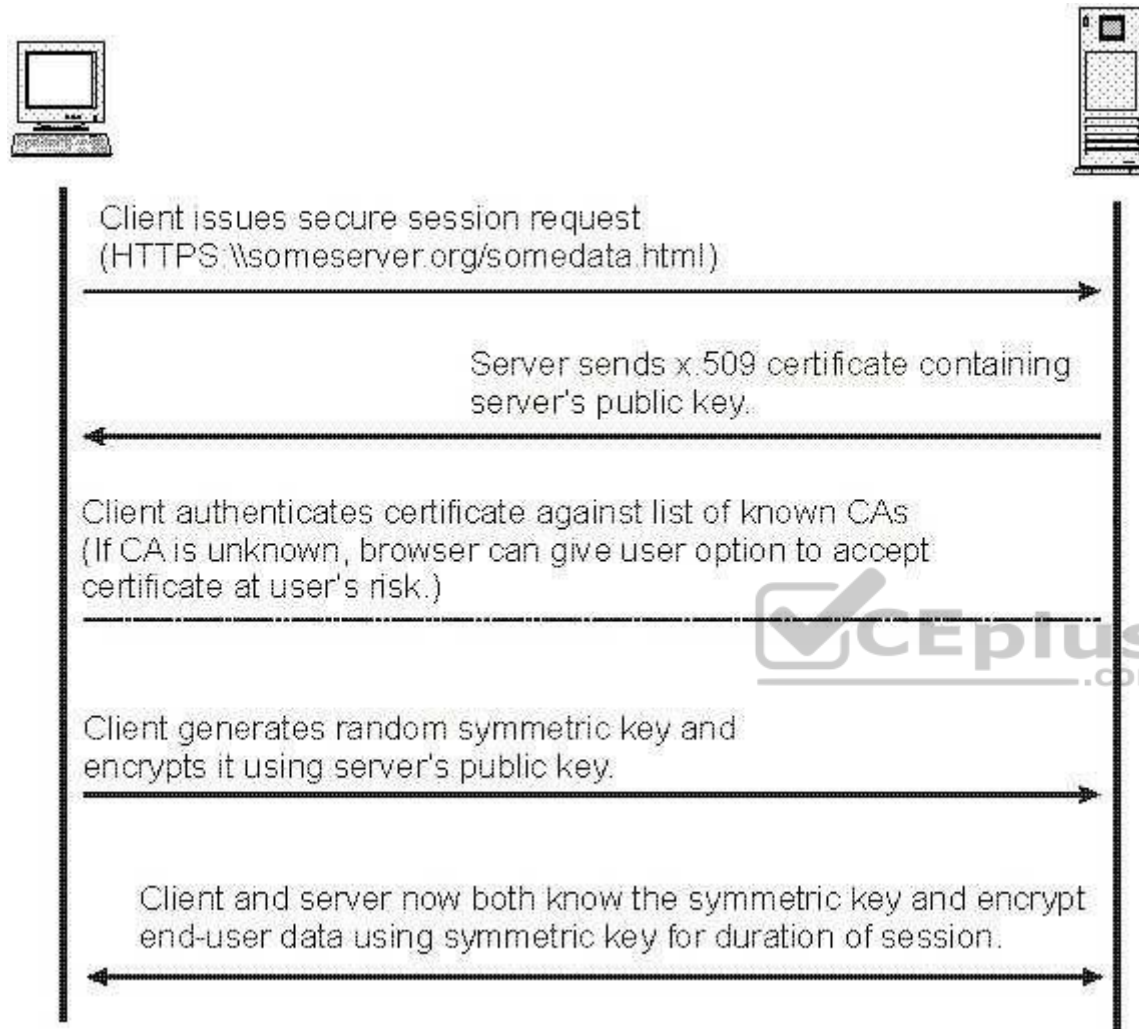 Client issues secure session request
(HTTPS:\\someserver.org/somedata.html)
Server sends x.509 certificate containing
server's public key.
Client authenticates certificate against list of known CAs
(If CA is unknown, browser can give user option to accept
certificate at user's risk.)
CEplus
.com
Client generates random symmetric key and
encrypts it using server's public key.
Client and server now both know the symmetric key and encrypt
end-user data using symmetric key for duration of session.